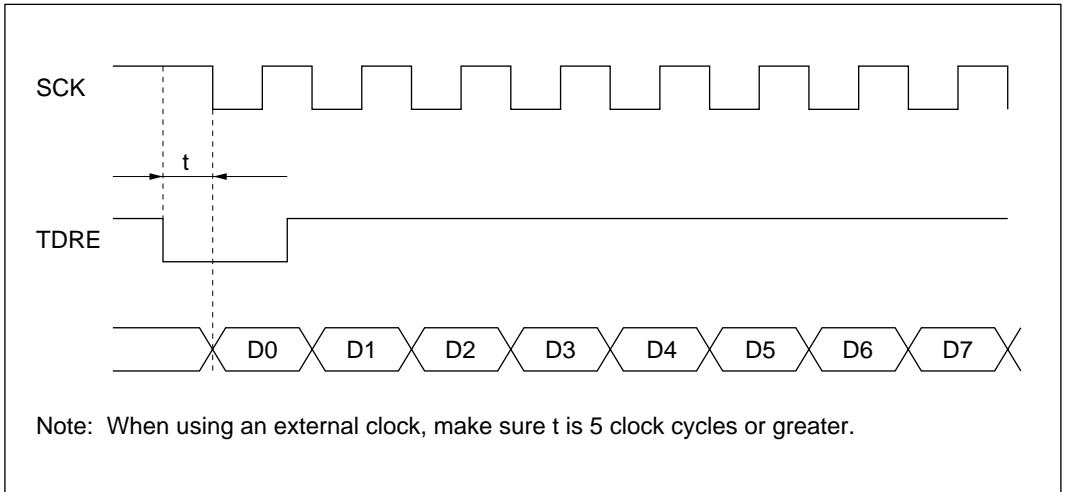 SCK
t
TDRE
D0 D1 D2 D3 D4 D5 D6 D7
Note: When using an external clock, make sure t is 5 clock cycles or greater.